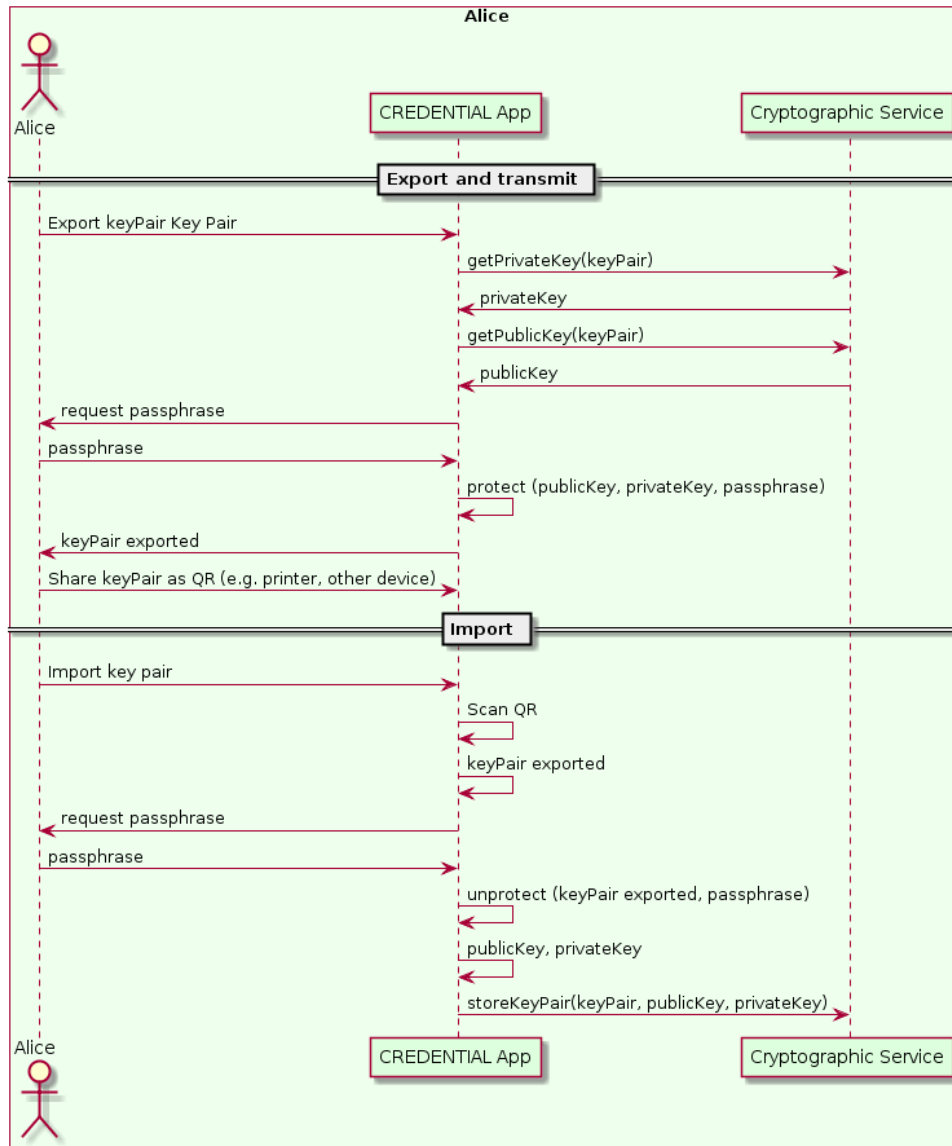 Alice
Alice
CREDENTIAL App
Cryptographic Service
Export and transmit
Export keyPair Key Pair
getPrivateKey(keyPair)
privateKey
getPublicKey(keyPair)
publicKey
request passphrase
passphrase
protect (publicKey, privateKey, passphrase)
keyPair exported
Share keyPair as QR (e.g. printer, other device)
Import
Import key pair
Scan QR
keyPair exported
request passphrase
passphrase
unprotect (keyPair exported, passphrase)
publicKey, privateKey
storeKeyPair(keyPair, publicKey, privateKey)
Alice
CREDENTIAL App
Cryptographic Service